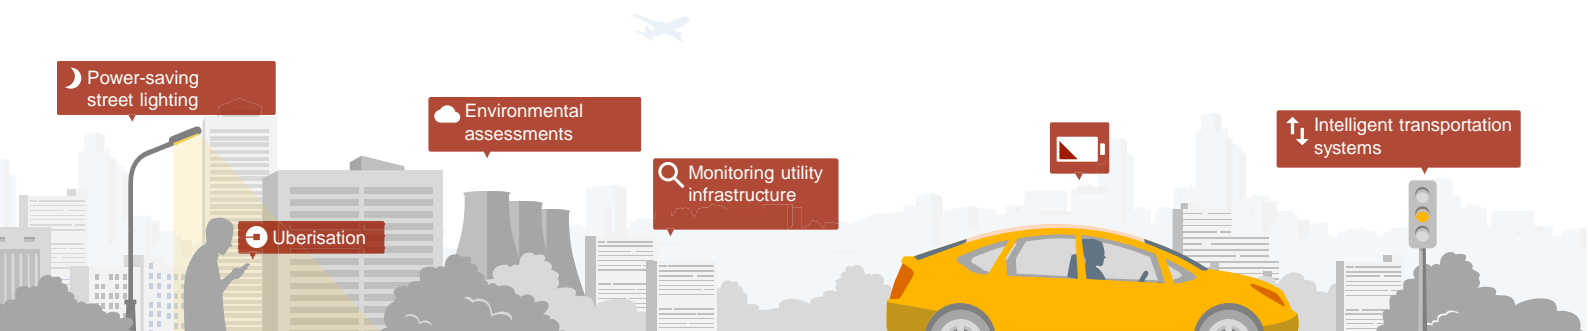 Power-saving
street lighting
Environmental
assessments
Monitoring utility
infrastructure
Uberisation
Intelligent transportation
systems